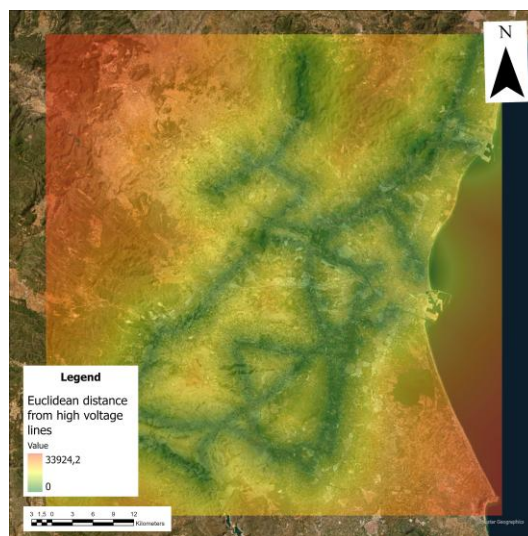 N
Legend
Euclidean distance
from high voltage
lines
Value
33924,2
0
3 1,5 0 3 6 9 12
Kilometers
Geographics